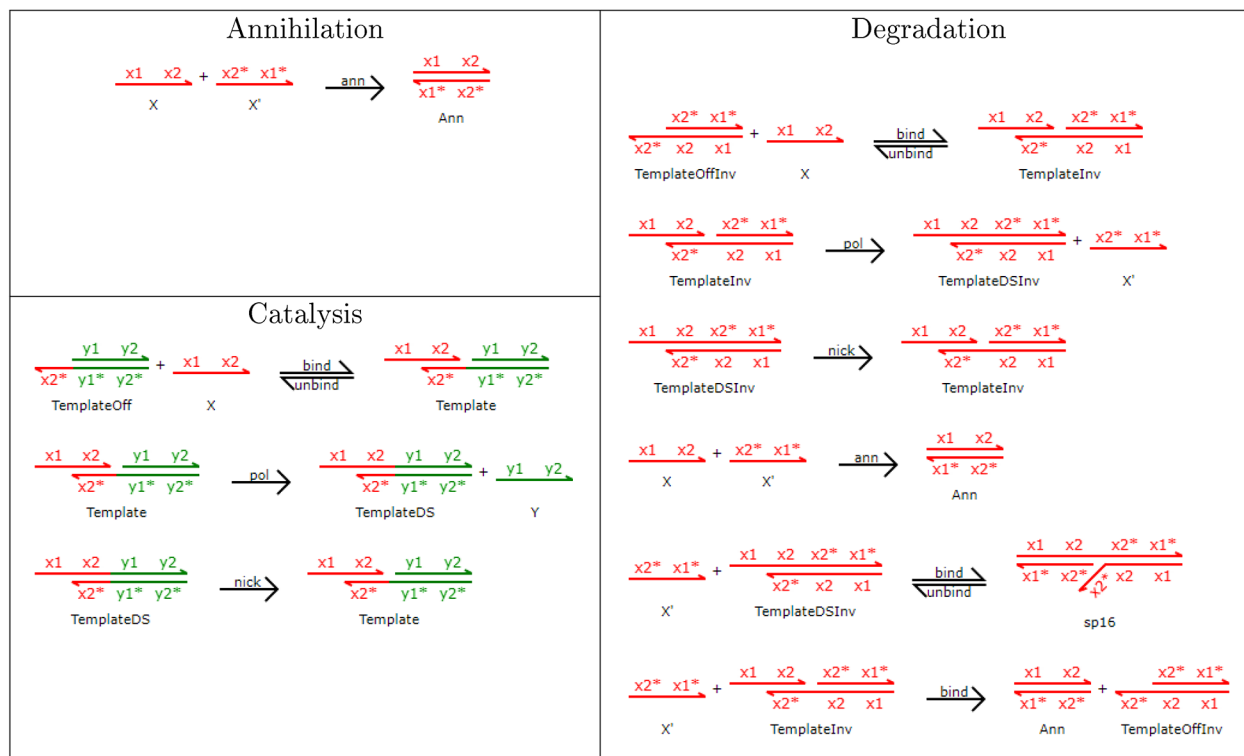 Annihilation
x1 x2 + x2* x1* ann x1 x2
x1* x2*
X X' Ann
Catalysis
y1 y2 + x1 x2 bind x1 x2 y1 y2
x2* y1* y2* unbind x2* y1* y2*
TemplateOff X Template
x1 x2 y1 y2 pol x1 x2 y1 y2 + y1 y2
x2* y1* y2* x2* y1* y2*
Template TemplateDS Y
x1 x2 y1 y2 nick x1 x2 y1 y2
x2* y1* y2* x2* y1* y2*
TemplateDS Template
Degradation
x2* x1* + x1 x2 bind x1 x2 x2* x1*
x2* x2 x1 unbind x2* x2 x1
TemplateOffInv X TemplateInv
x1 x2 x2* x1* pol x1 x2 x2* x1* + x2* x1*
x2* x2 x1 x2* x2 x1
TemplateInv TemplateDSInv X'
x1 x2 x2* x1* nick x1 x2 x2* x1*
x2* x2 x1 x2* x2 x1
TemplateDSInv TemplateInv
x1 x2 + x2* x1* ann x1 x2
x1* x2*
X X' Ann
x2* x1* + x1 x2 x2* x1* bind x1 x2 x2* x1*
x2* x2 x1 unbind x1* x2* x2* x2 x1
X' TemplateDSInv sp16
x2* x1* + x1 x2 x2* x1* bind x1 x2 + x2* x1*
x2* x2 x1 x1* x2* x2* x2 x1
X' TemplateInv Ann TemplateOffInv